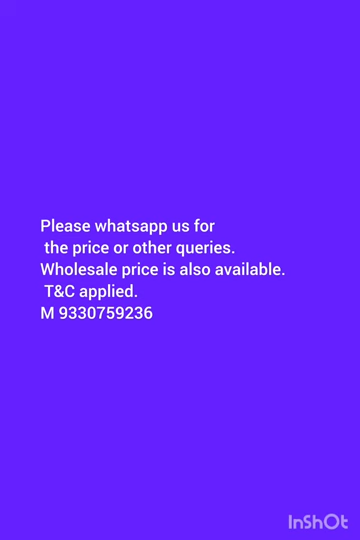 Please whatsapp us for
the price or other queries.
Wholesale price is also available.
T&C applied.
M 9330759236
InShOt